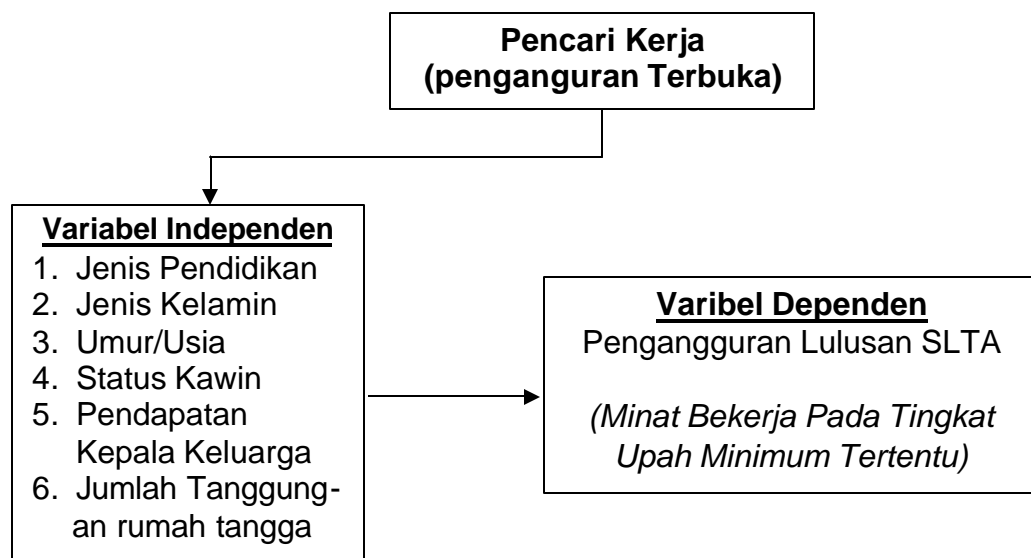 Pencari Kerja
(penganguran Terbuka)
Variabel Independen
1. Jenis Pendidikan
2. Jenis Kelamin
3. Umur/Usia
4. Status Kawin
5. Pendapatan
Kepala Keluarga
6. Jumlah Tanggung-
an rumah tangga
Varibel Dependen
Pengangguran Lulusan SLTA
(Minat Bekerja Pada Tingkat
Upah Minimum Tertentu)